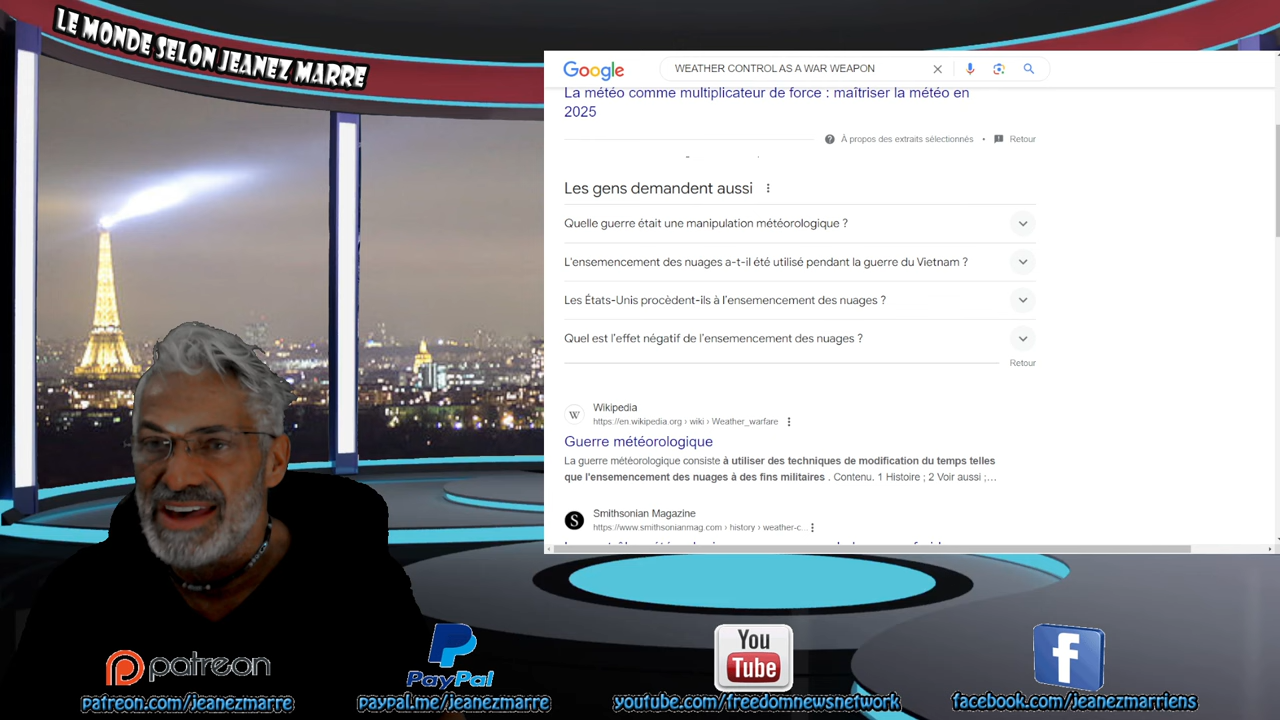 LE MONDE SELON JEANEZ MARRE
Google
WEATHER CONTROL AS A WAR WEAPON
La météo comme multiplicateur de force : maîtriser la météo en
2025
À propos des extraits sélectionnés • Retour
Les gens demandent aussi
Quelle guerre était une manipulation météorologique ?
L'ensemencement des nuages a-t-il été utilisé pendant la guerre du Vietnam ?
Les États-Unis procèdent-ils à l'ensemencement des nuages ?
Quel est l'effet négatif de l'ensemencement des nuages ?
Retour
W
Wikipedia
https://en.wikipedia.org › wiki › Weather_warfare
Guerre météorologique
La guerre météorologique consiste à utiliser des techniques de modification du temps telles
que l'ensemencement des nuages à des fins militaires . Contenu. 1 Histoire ; 2 Voir aussi ;...
S
Smithsonian Magazine
https://www.smithsonianmag.com › history › weather-c...
patreon
PayPal
You
Tube
f
patreon.com/jeanezmarre
paypal.me/jeanezmarre
youtube.com/freedomnewsnetwork
facebook.com/jeanezmarriens